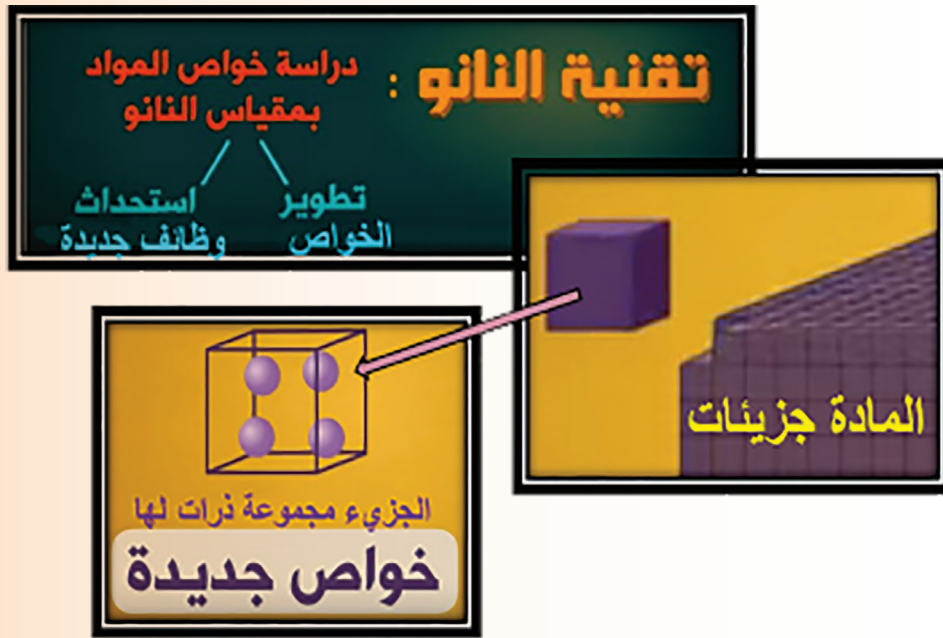 تقنية النانو :
دراسة خواص المواد
بمقياس النانو
تطوير
الخواص
استحداث
وظائف جديدة
المادة جزيئات
الجزيء مجموعة ذرات لها
خواص جديدة